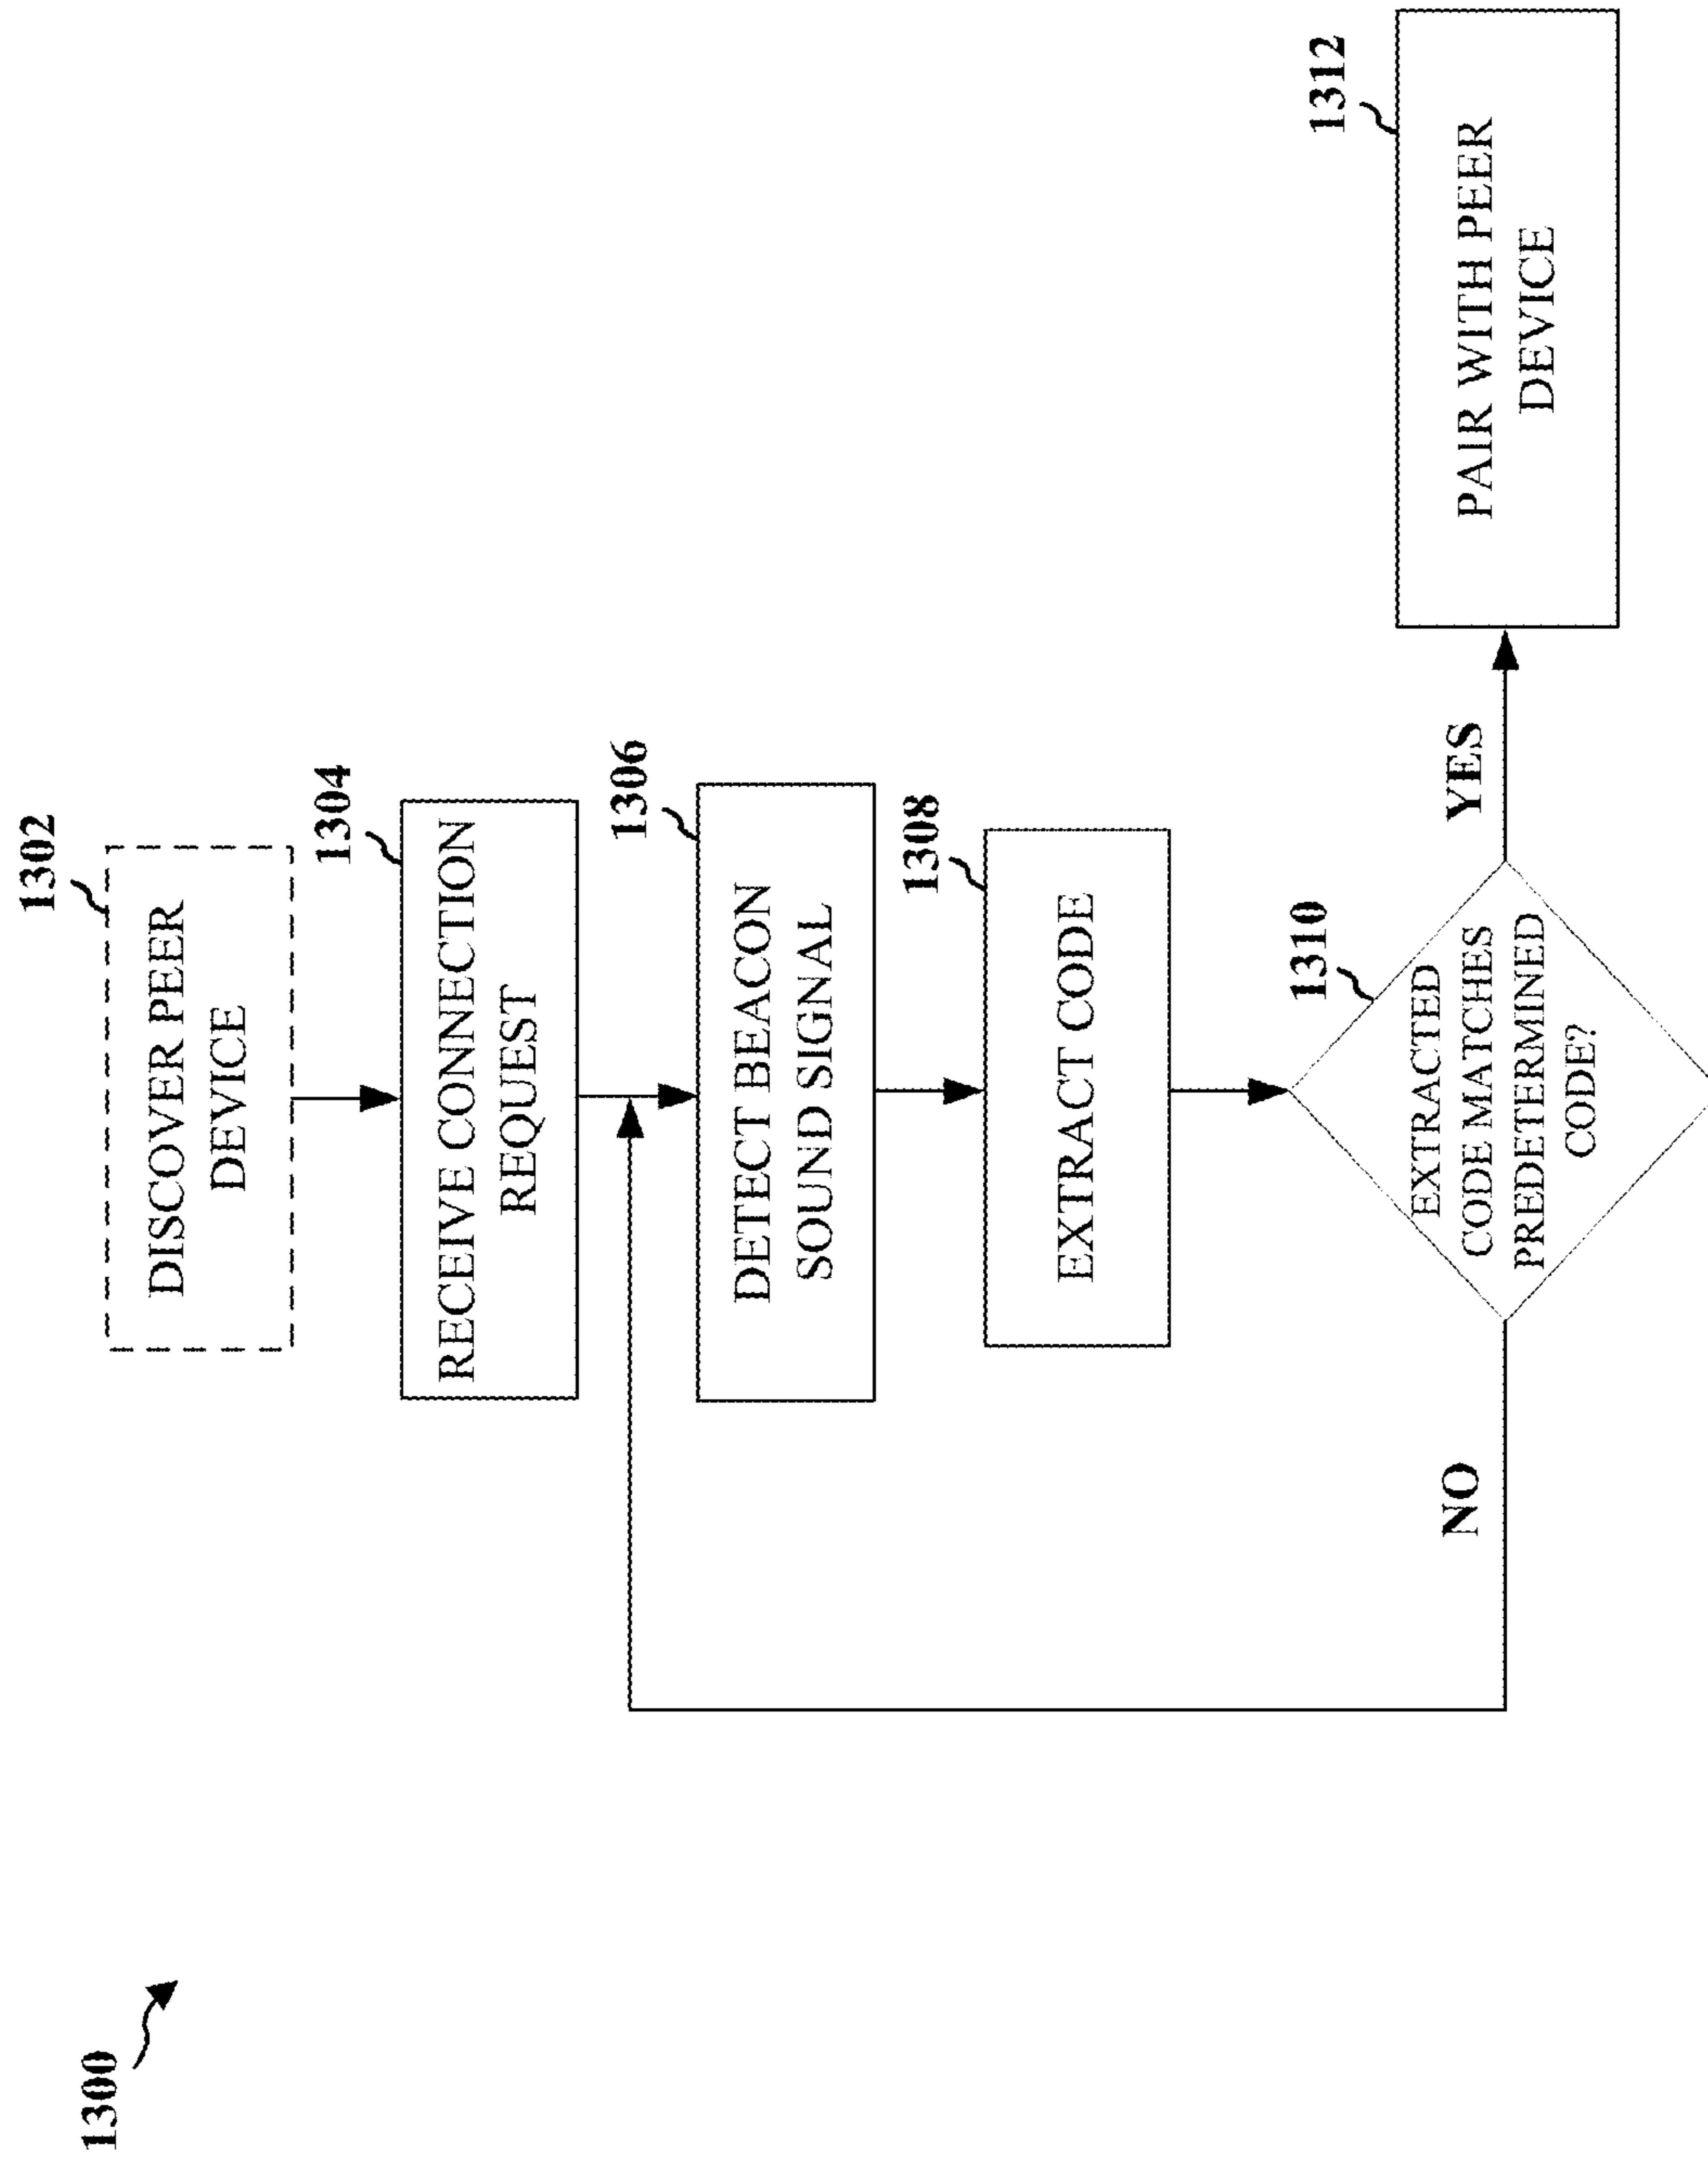 1300
1302
DISCOVER PEER
DEVICE
1304
RECEIVE CONNECTION
REQUEST
1306
DETECT BEACON
SOUND SIGNAL
1308
EXTRACT CODE
1310
EXTRACTED
CODE MATCHES
PREDETERMINED
CODE?
NO
YES
1312
PAIR WITH PEER
DEVICE